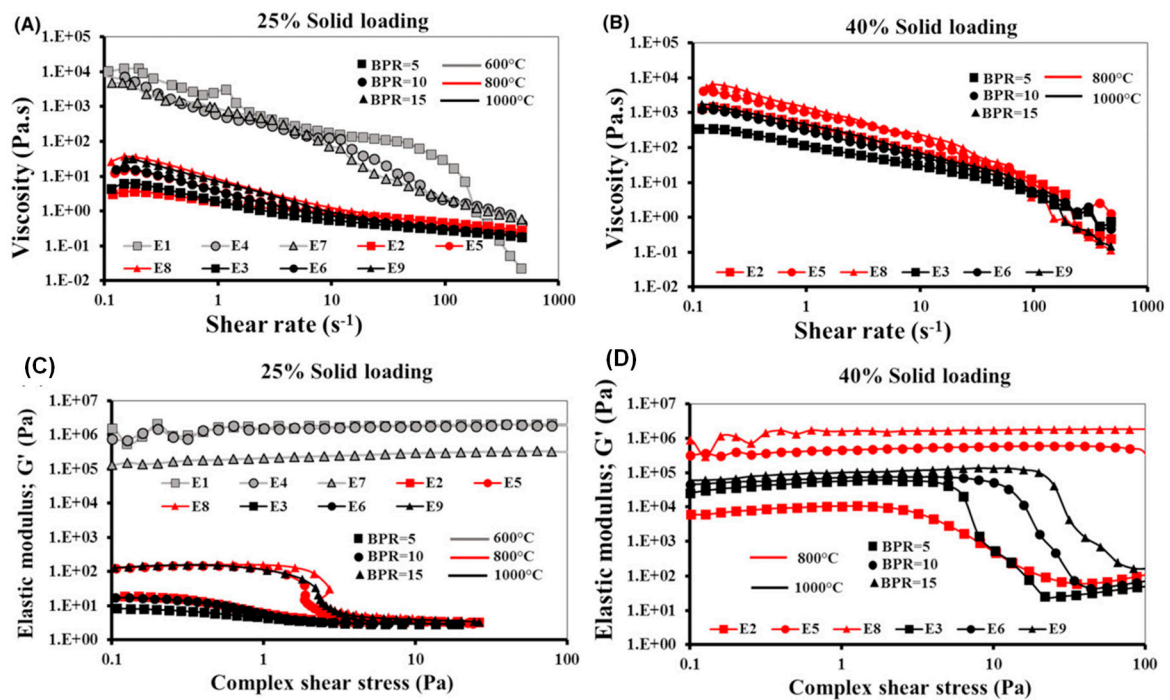 (A)
25% Solid loading
1.E+05
1.E+04
1.E+03
1.E+02
1.E+01
1.E+00
1.E-01
1.E-02
Viscosity (Pa.s)
BPR=5
BPR=10
BPR=15
600°C
800°C
1000°C
E1
E4
E7
E2
E5
E8
E3
E6
E9
0.1
1
10
100
1000
Shear rate (s-1)
(B)
40% Solid loading
1.E+05
1.E+04
1.E+03
1.E+02
1.E+01
1.E+00
1.E-01
1.E-02
Viscosity (Pa.s)
BPR=5
BPR=10
BPR=15
800°C
1000°C
E2
E5
E8
E3
E6
E9
0.1
1
10
100
1000
Shear rate (s-1)
(C)
25% Solid loading
1.E+07
1.E+06
1.E+05
1.E+04
1.E+03
1.E+02
1.E+01
1.E+00
Elastic modulus; G' (Pa)
E1
E4
E7
E2
E5
E8
E3
E6
E9
BPR=5
BPR=10
BPR=15
600°C
800°C
1000°C
0.1
1
10
100
Complex shear stress (Pa)
(D)
40% Solid loading
1.E+07
1.E+06
1.E+05
1.E+04
1.E+03
1.E+02
1.E+01
1.E+00
Elastic modulus; G' (Pa)
800°C
1000°C
BPR=5
BPR=10
BPR=15
E2
E5
E8
E3
E6
E9
0.1
1
10
100
Complex shear stress (Pa)